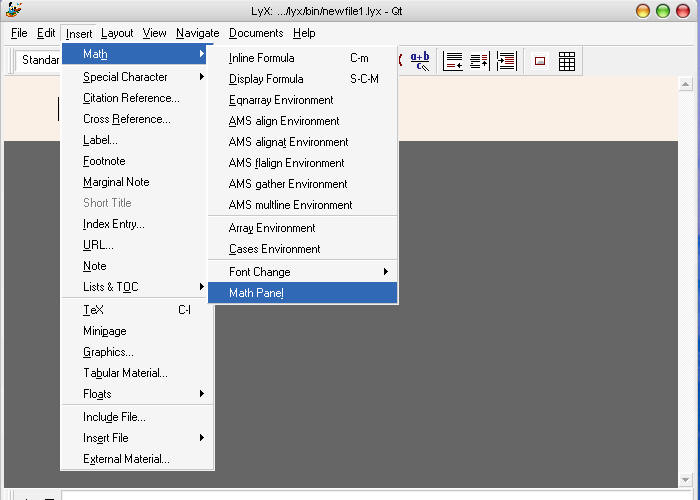 LyX: .../lyx/bin/newfile1.lyx - Qt
File Edit Insert Layout View Navigate Documents Help
Standar
a+b
Math
Special Character
Citation Reference...
Cross Reference...
Label...
Footnote
Marginal Note
Short Title
Index Entry...
URL...
Note
Lists & TOC
TeX C-l
Minipage
Graphics...
Tabular Material...
Floats
Include File...
Insert File
External Material...
Inline Formula C-m
Display Formula S-C-M
Eqnarray Environment
AMS align Environment
AMS alignat Environment
AMS flalign Environment
AMS gather Environment
AMS multline Environment
Array Environment
Cases Environment
Font Change
Math Panel